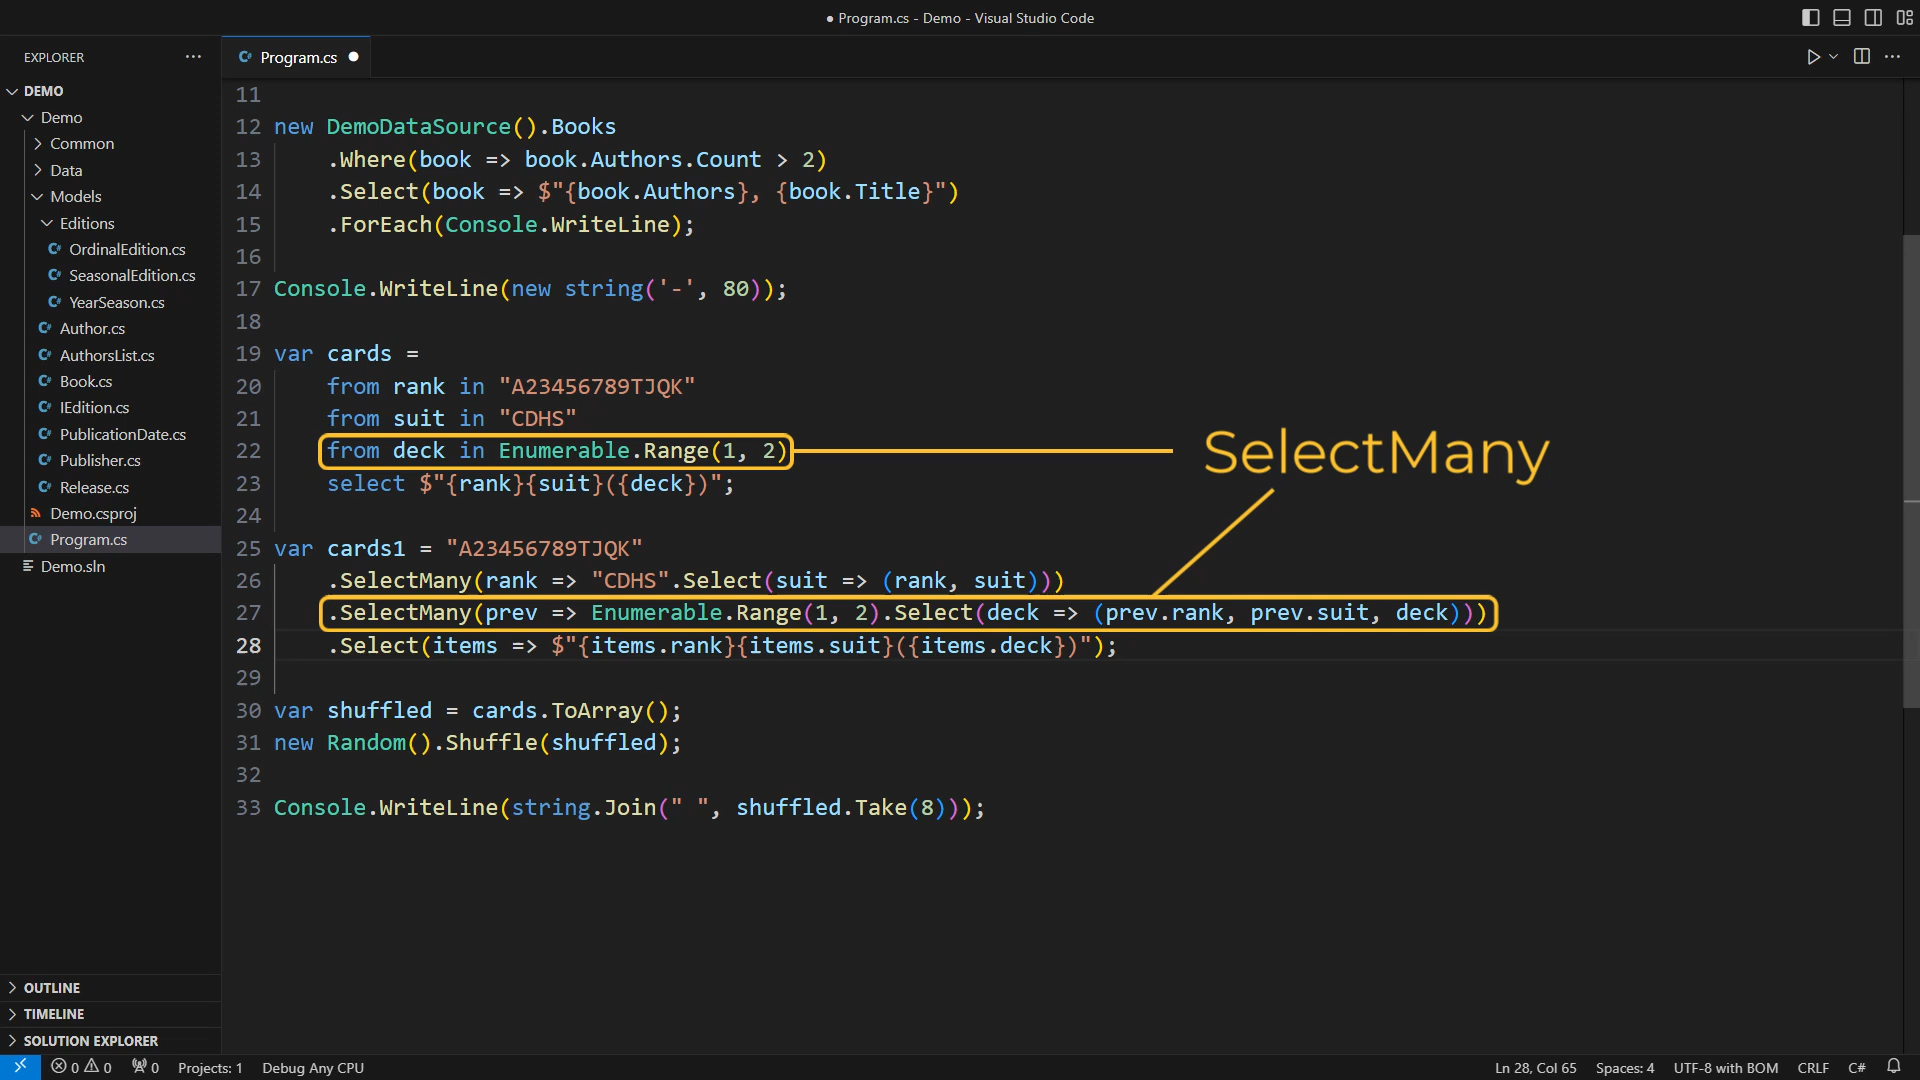 ● Program.cs - Demo - Visual Studio Code
EXPLORER
DEMO
Demo
Common
Data
Models
Editions
OrdinalEdition.cs
SeasonalEdition.cs
YearSeason.cs
Author.cs
AuthorsList.cs
Book.cs
IEdition.cs
PublicationDate.cs
Publisher.cs
Release.cs
Demo.csproj
Program.cs
Demo.sln
OUTLINE
TIMELINE
SOLUTION EXPLORER
Program.cs ●
11
12 new DemoDataSource().Books
13     .Where(book => book.Authors.Count > 2)
14     .Select(book => $"{book.Authors}, {book.Title}")
15     .ForEach(Console.WriteLine);
16
17 Console.WriteLine(new string('-', 80));
18
19 var cards =
20     from rank in "A23456789TJQK"
21     from suit in "CDHS"
22     from deck in Enumerable.Range(1, 2)
23     select $"{rank}{suit}({deck})";
24
25 var cards1 = "A23456789TJQK"
26     .SelectMany(rank => "CDHS".Select(suit => (rank, suit)))
27     .SelectMany(prev => Enumerable.Range(1, 2).Select(deck => (prev.rank, prev.suit, deck)))
28     .Select(items => $"{items.rank}{items.suit}({items.deck})");
29
30 var shuffled = cards.ToArray();
31 new Random().Shuffle(shuffled);
32
33 Console.WriteLine(string.Join(" ", shuffled.Take(8)));
SelectMany
0 0 0 Projects: 1 Debug Any CPU Ln 28, Col 65 Spaces: 4 UTF-8 with BOM CRLF C#